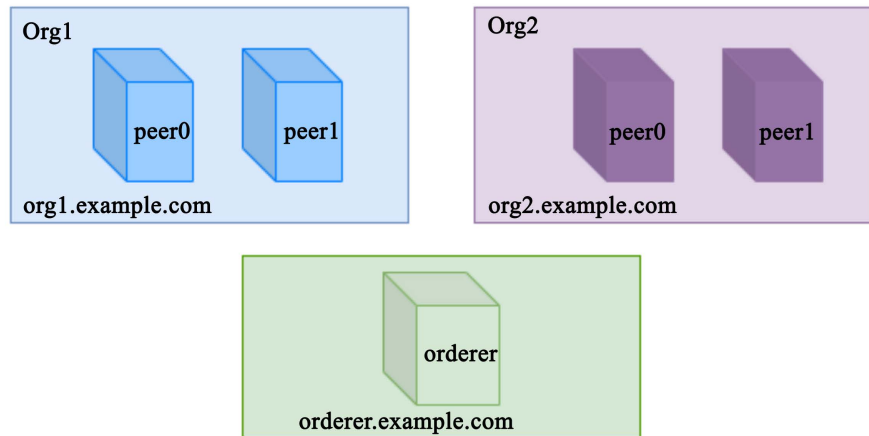 Org1
peer0
peer1
org1.example.com
Org2
peer0
peer1
org2.example.com
orderer
orderer.example.com